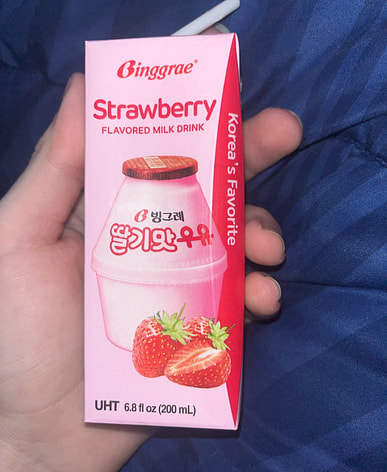 Binggrae®
Strawberry
FLAVORED MILK DRINK
Korea's Favorite
빙그레
딸기맛우유
UHT 6.8 fl oz (200 mL)